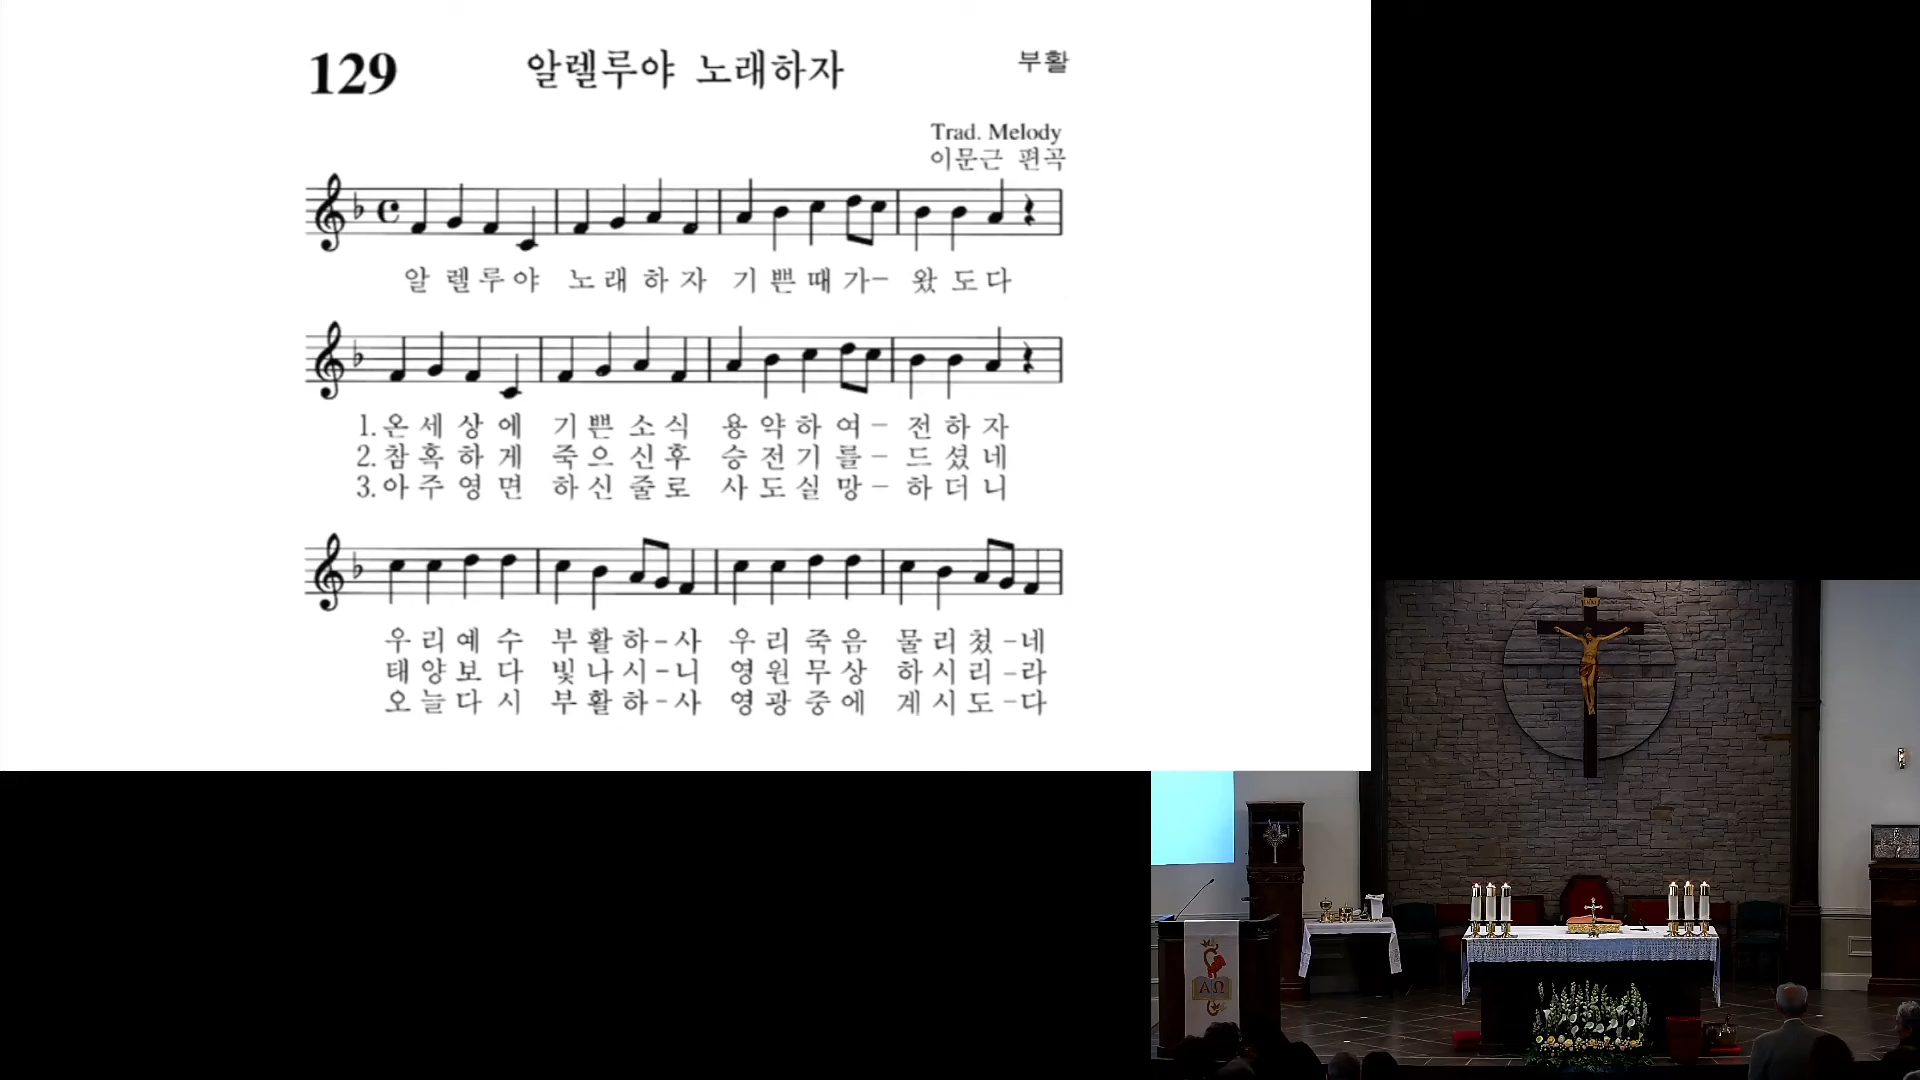 129 알렐루야 노래하자 부활
Trad. Melody
이문근 편곡
알 렐 루 야 노 래 하 자 기 쁜 때 가- 왔 도 다
1. 온 세 상 에 기 쁜 소 식 용 약 하 여 - 전 하 자
2. 참 혹 하 게 죽 으 신 후 승 전 기 를 - 드 셨 네
3. 아 주 영 면 하 신 줄 로 사 도 실 망 - 하 더 니
우 리 예 수 부 활 하 - 사 우 리 죽 음 물 리 쳤 - 네
태 양 보 다 빛 나 시 - 니 영 원 무 상 하 시 리 - 라
오 늘 다 시 부 활 하 - 사 영 광 중 에 계 시 도 - 다
ΑΩ